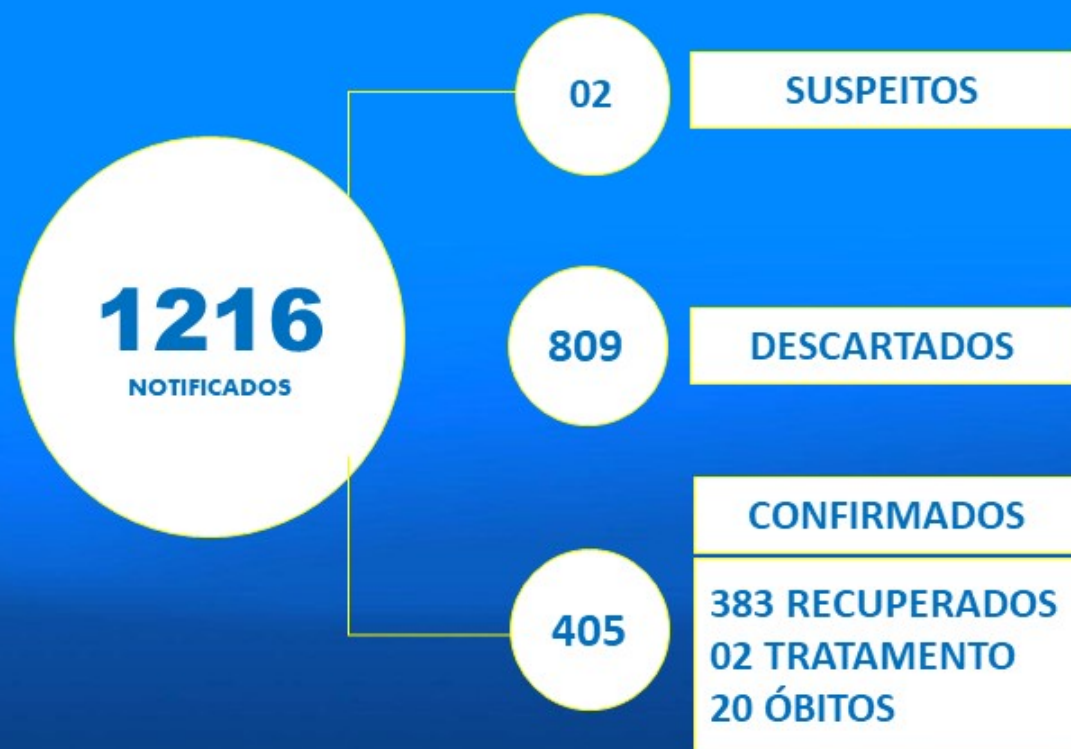 1216
NOTIFICADOS
02
SUSPEITOS
809
DESCARTADOS
405
CONFIRMADOS
383 RECUPERADOS
02 TRATAMENTO
20 ÓBITOS